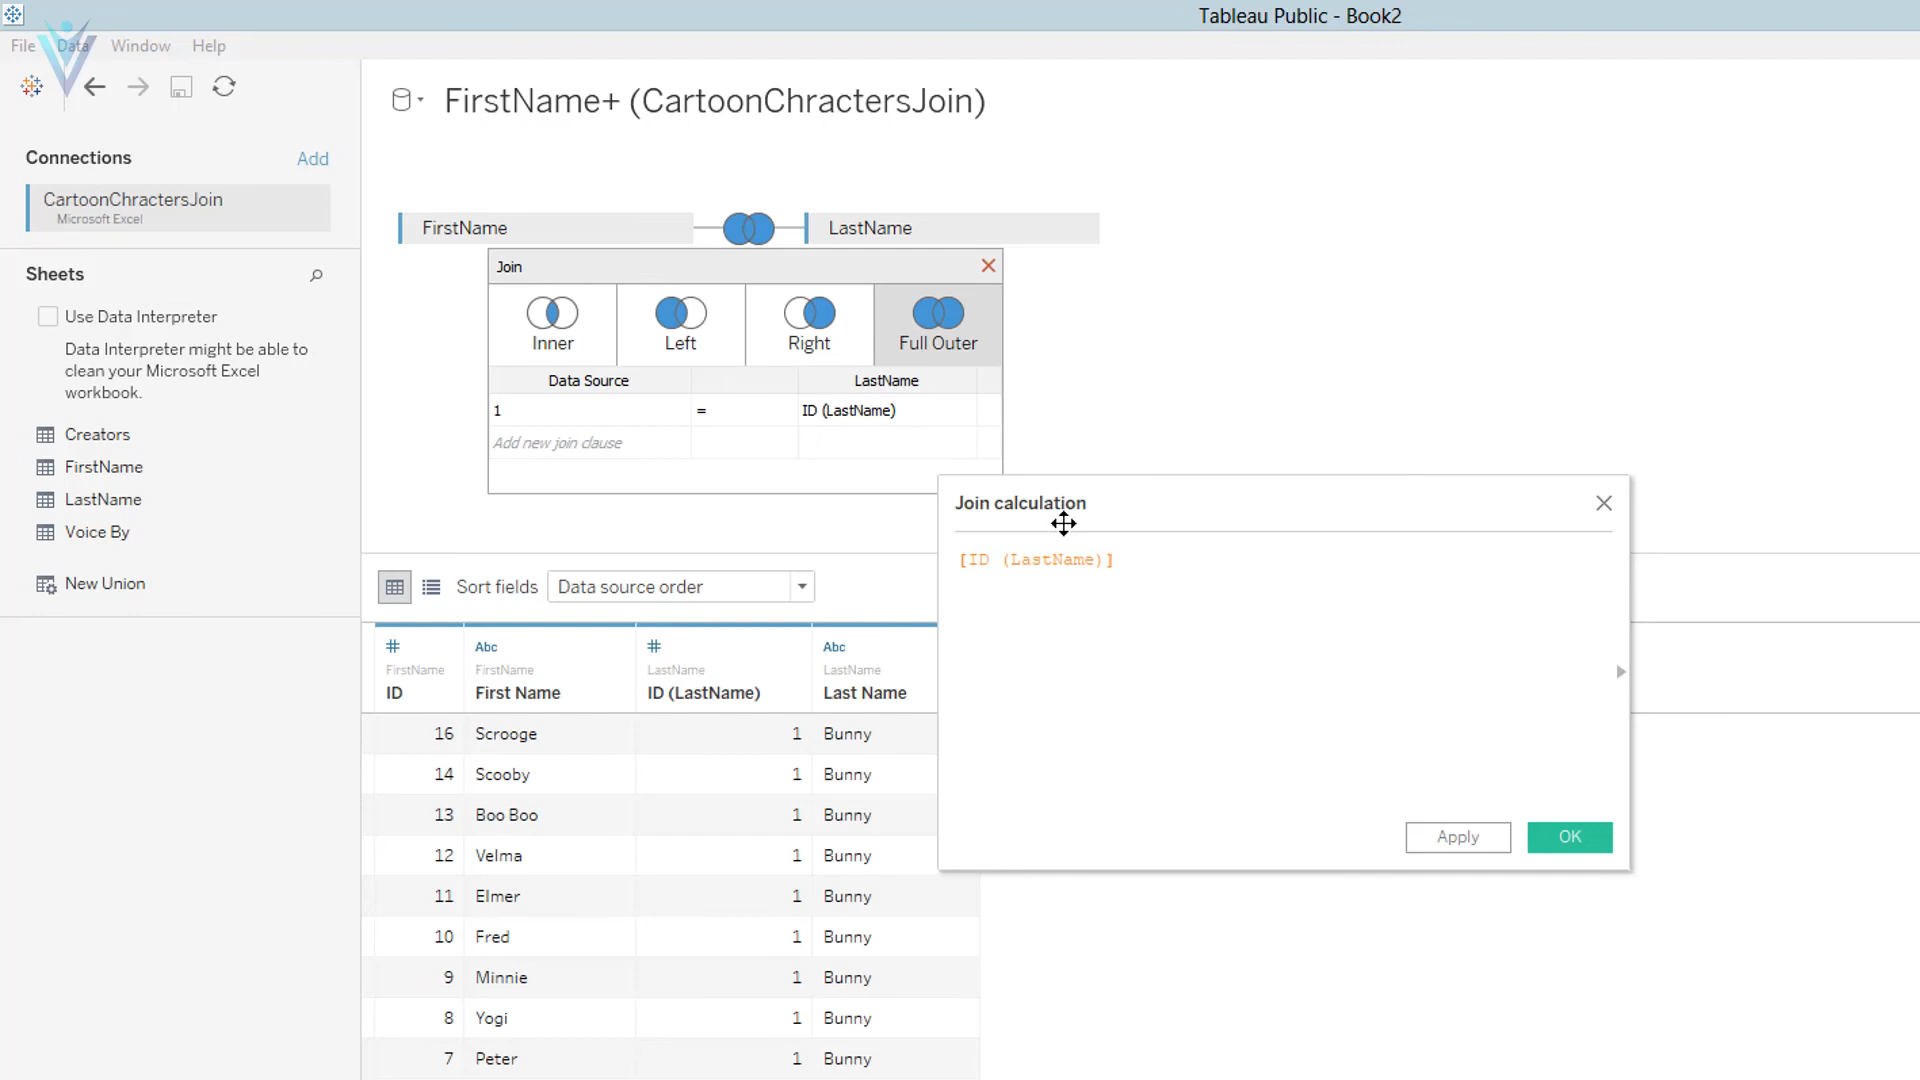 Tableau Public - Book2
File Data Window Help
FirstName+ (CartoonChractersJoin)
Connections Add
CartoonChractersJoin
Microsoft Excel
FirstName LastName
Join
Inner Left Right Full Outer
Data Source LastName
1 = ID (LastName)
Add new join clause
Sheets
Use Data Interpreter
Data Interpreter might be able to
clean your Microsoft Excel
workbook.
Creators
FirstName
LastName
Voice By
New Union
Join calculation
[ID (LastName)]
Apply OK
Sort fields Data source order
# Abc # Abc
FirstName FirstName LastName LastName
ID First Name ID (LastName) Last Name
16 Scrooge 1 Bunny
14 Scooby 1 Bunny
13 Boo Boo 1 Bunny
12 Velma 1 Bunny
11 Elmer 1 Bunny
10 Fred 1 Bunny
9 Minnie 1 Bunny
8 Yogi 1 Bunny
7 Peter 1 Bunny